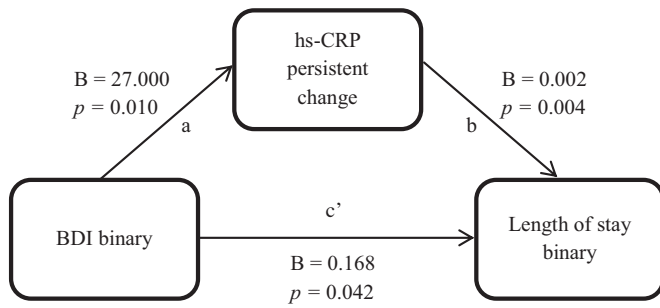 hs-CRP
persistent
change
B = 27.000
p = 0.010
a
B = 0.002
p = 0.004
b
BDI binary
c’
B = 0.168
p = 0.042
Length of stay
binary